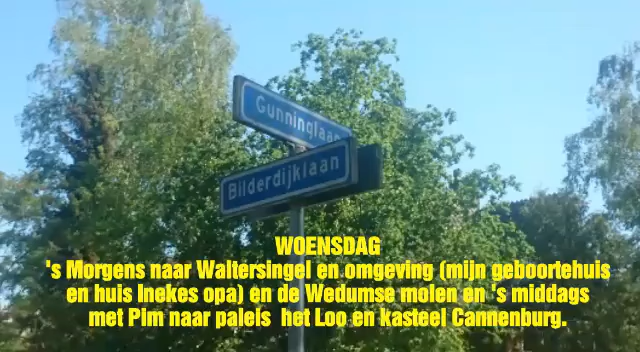 Gunninglaan
Bilderdijklaan
WOENSDAG
's Morgens naar Waltersingel en omgeving (mijn geboortehuis
en huis Inekes opa) en de Wedumse molen en 's middags
met Pim naar paleis het Loo en kasteel Cannenburg.